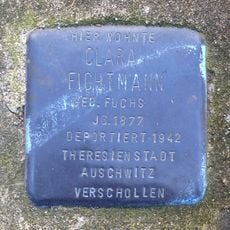 HIER WOHNTE
CLARA
FICHTMANN
GEB. FUCHS
JG. 1877
DEPORTIERT 1942
THERESIENSTADT
AUSCHWITZ
VERSCHOLLEN